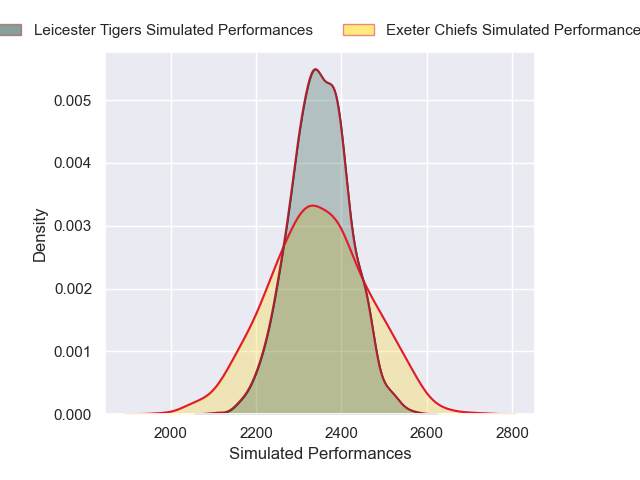 Leicester Tigers Simulated Performances
Exeter Chiefs Simulated Performance
0.005
0.004
0.003
0.002
0.001
0.000
Density
2000
2200
2400
2600
2800
Simulated Performances